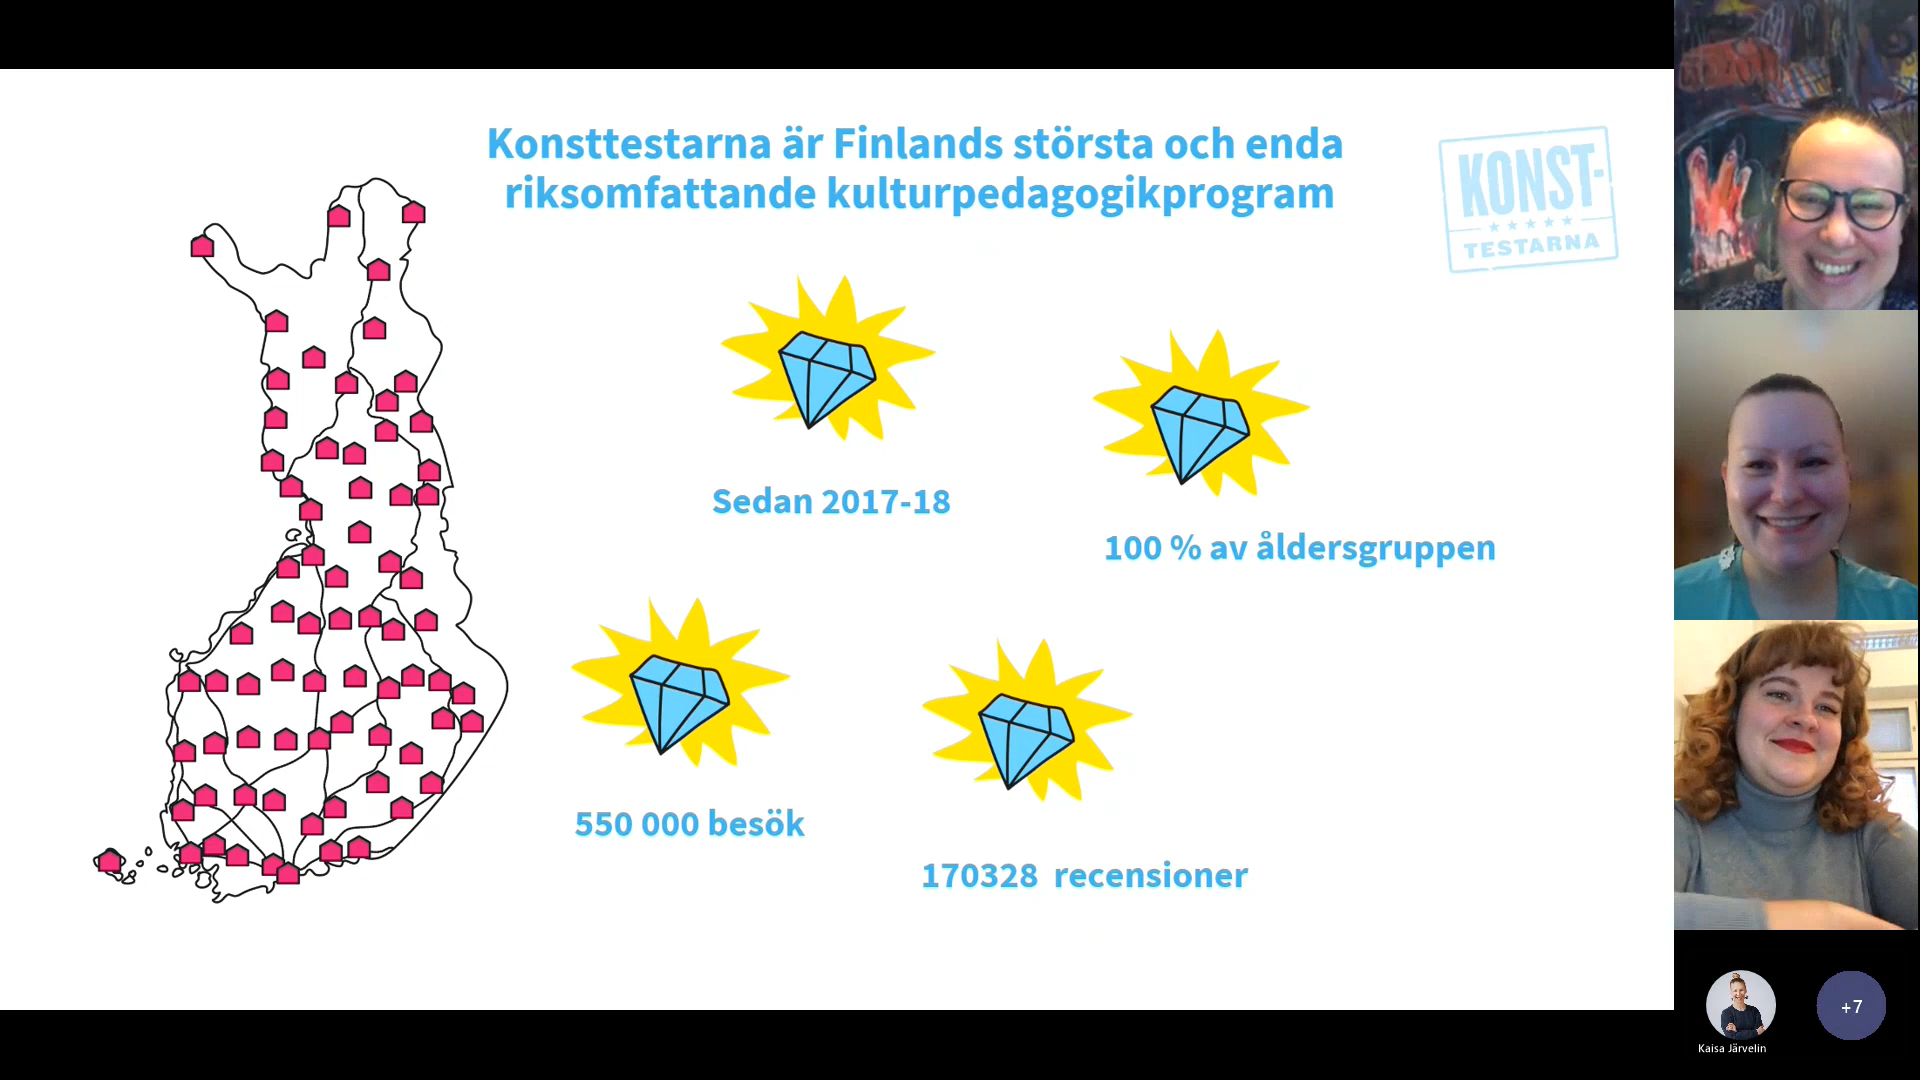 Konsttestarna är Finlands största och enda
riksomfattande kulturpedagogikprogram
KONST-
TESTARNA
Sedan 2017-18
100 % av åldersgruppen
550 000 besök
170328 recensioner
+7
Kaisa Järvelin